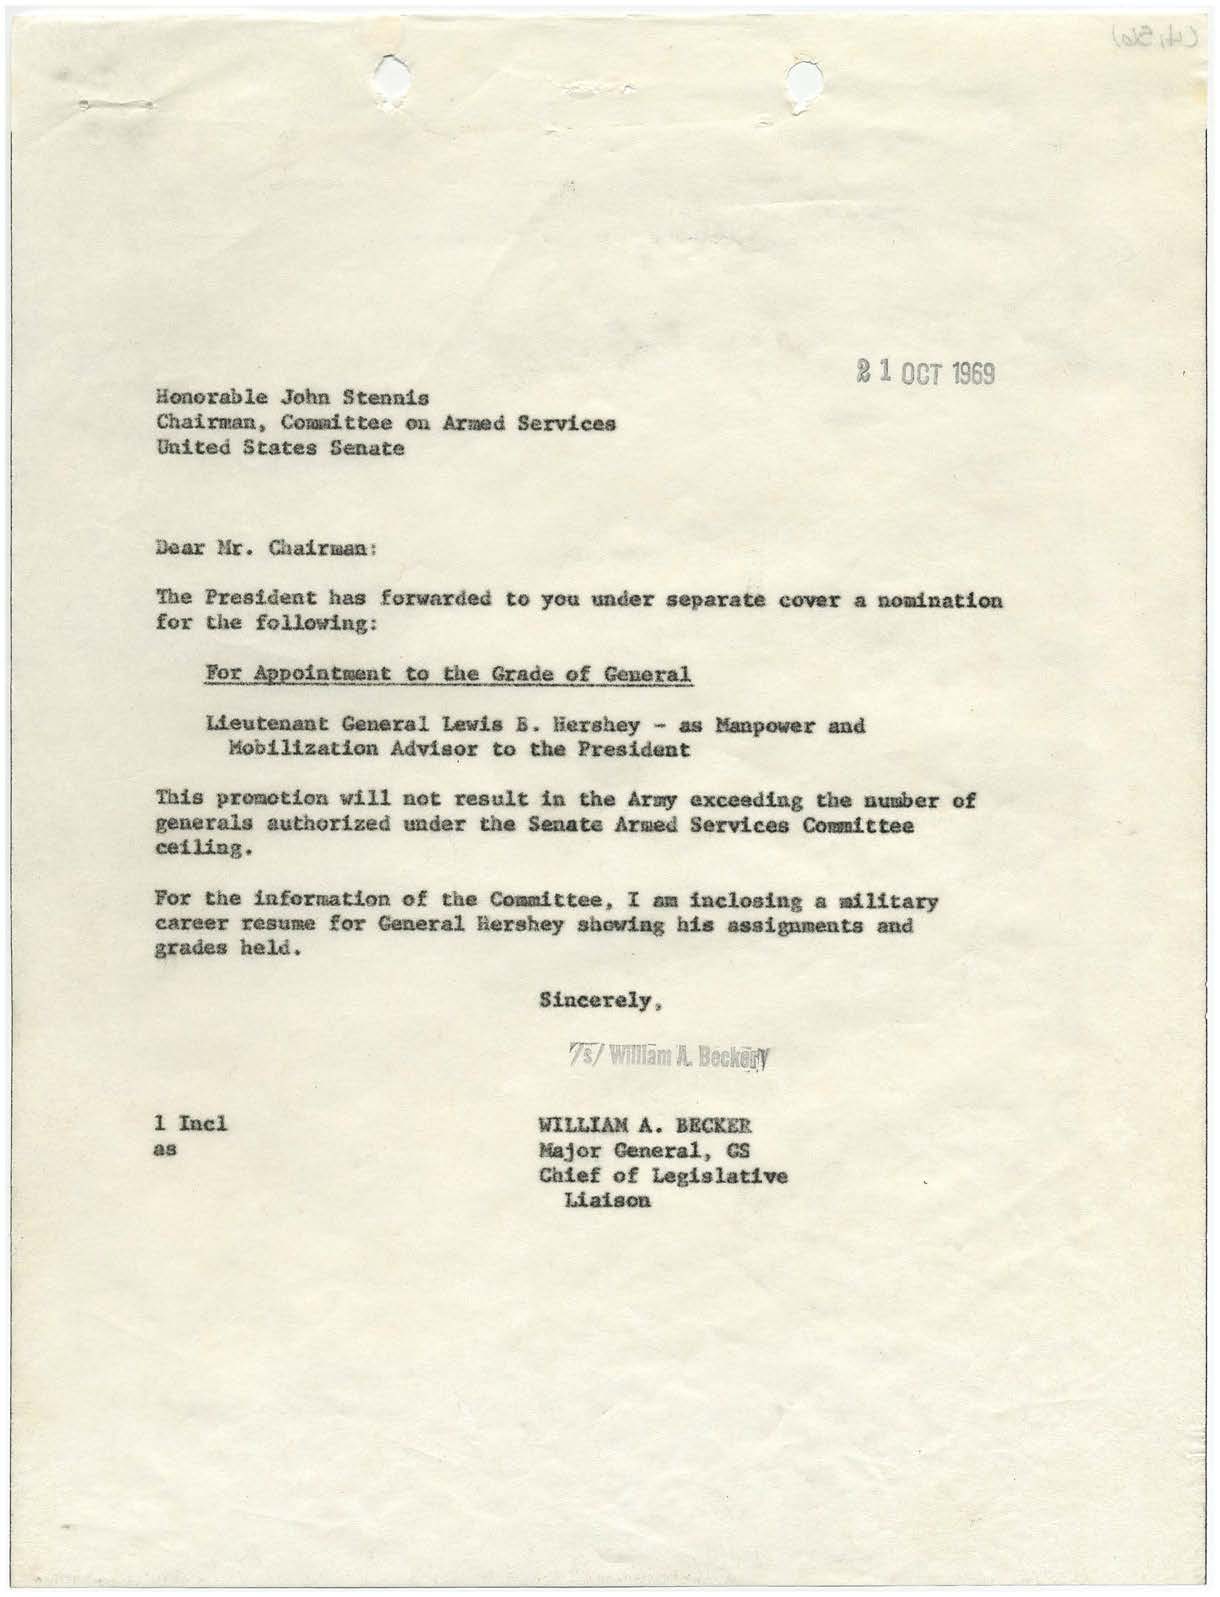 21 OCT 1969
Honorable John Stennis
Chairman, Committee on Armed Services
United States Senate
Dear Mr. Chairman:
The President has forwarded to you under separate cover a nomination
for the following:
For Appointment to the Grade of General
Lieutenant General Lewis B. Hershey - as Manpower and
Mobilization Advisor to the President
This promotion will not result in the Army exceeding the number of
generals authorized under the Senate Armed Services Committee
ceiling.
For the information of the Committee, I am inclosing a military
career resume for General Hershey showing his assignments and
grades held.
Sincerely,
/s/ William A. Becker
1 Incl
as
WILLIAM A. BECKER
Major General, GS
Chief of Legislative
Liaison